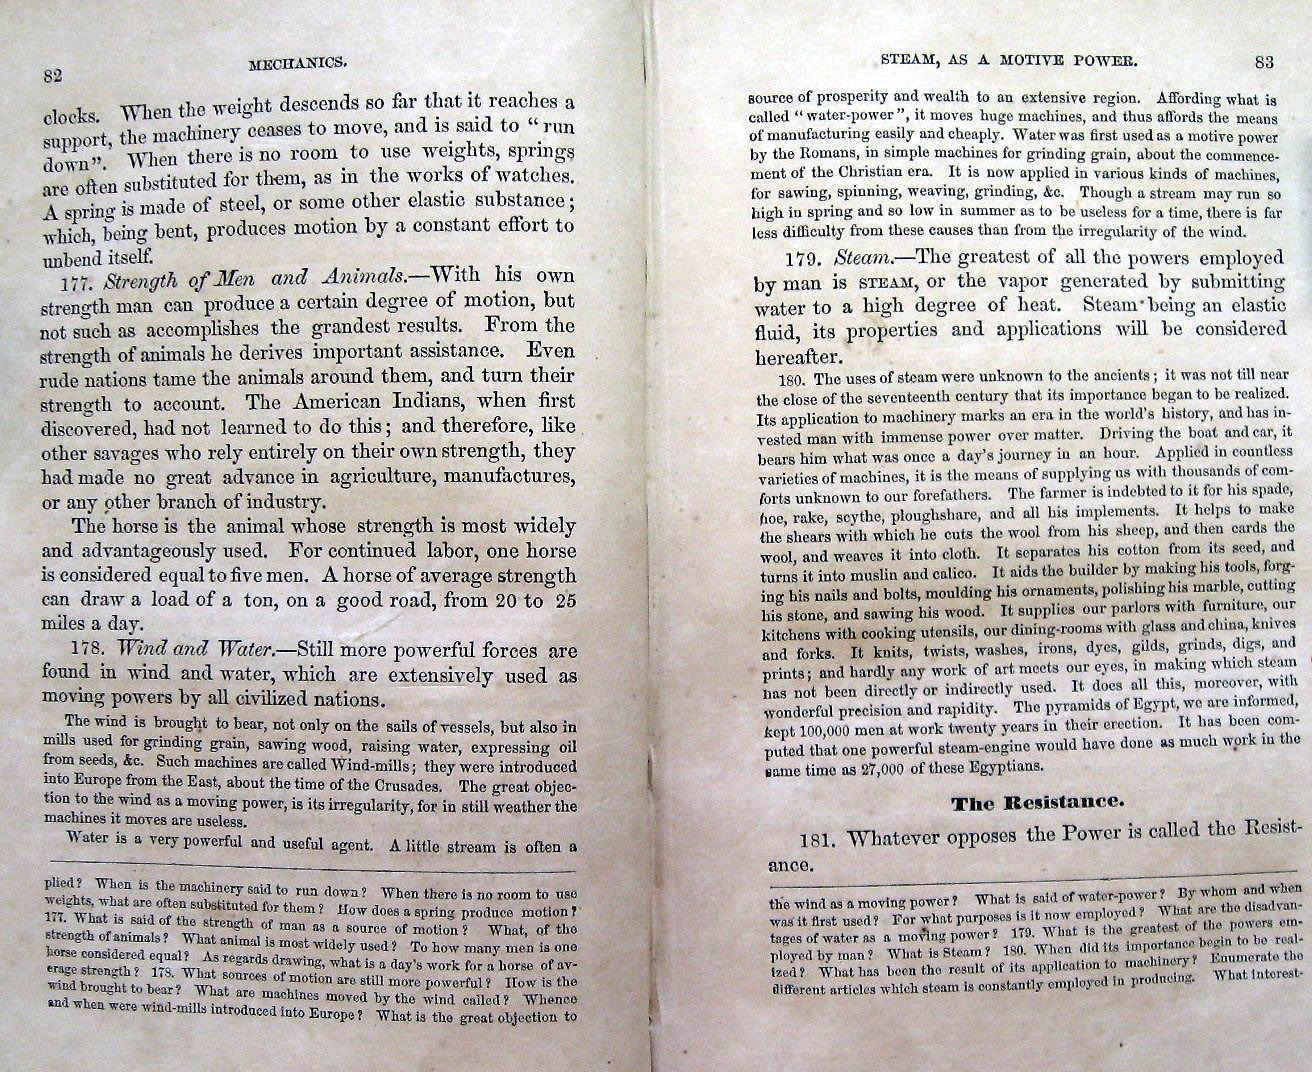 82
MECHANICS.
clocks. When the weight descends so far that it reaches a
support, the machinery ceases to move, and is said to “run
down”. When there is no room to use weights, springs
are often substituted for them, as in the works of watches.
A spring is made of steel, or some other elastic substance;
which, being bent, produces motion by a constant effort to
unbend itself.
177. Strength of Men and Animals.—With his own
strength man can produce a certain degree of motion, but
not such as accomplishes the grandest results. From the
strength of animals he derives important assistance. Even
rude nations tame the animals around them, and turn their
strength to account. The American Indians, when first
discovered, had not learned to do this; and therefore, like
other savages who rely entirely on their own strength, they
had made no great advance in agriculture, manufactures,
or any other branch of industry.
The horse is the animal whose strength is most widely
and advantageously used. For continued labor, one horse
is considered equal to five men. A horse of average strength
can draw a load of a ton, on a good road, from 20 to 25
miles a day.
178. Wind and Water.—Still more powerful forces are
found in wind and water, which are extensively used as
moving powers by all civilized nations.
The wind is brought to bear, not only on the sails of vessels, but also in
mills used for grinding grain, sawing wood, raising water, expressing oil
from seeds, &c. Such machines are called Wind-mills; they were introduced
into Europe from the East, about the time of the Crusades. The great objec-
tion to the wind as a moving power, is its irregularity, for in still weather the
machines it moves are useless.
Water is a very powerful and useful agent. A little stream is often a
plied? When is the machinery said to run down? When there is no room to use
weights, what are often substituted for them? How does a spring produce motion?
177. What is said of the strength of man as a source of motion? What, of the
strength of animals? What animal is most widely used? To how many men is one
horse considered equal? As regards drawing, what is a day's work for a horse of av-
erage strength? 178. What sources of motion are still more powerful? How is the
wind brought to bear? What are machines moved by the wind called? Whence
and when were wind-mills introduced into Europe? What is the great objection to
STEAM, AS A MOTIVE POWER.
83
source of prosperity and wealth to an extensive region. Affording what is
called “water-power”, it moves huge machines, and thus affords the means
of manufacturing easily and cheaply. Water was first used as a motive power
by the Romans, in simple machines for grinding grain, about the commence-
ment of the Christian era. It is now applied in various kinds of machines,
for sawing, spinning, weaving, grinding, &c. Though a stream may run so
high in spring and so low in summer as to be useless for a time, there is far
less difficulty from these causes than from the irregularity of the wind.
179. Steam.—The greatest of all the powers employed
by man is STEAM, or the vapor generated by submitting
water to a high degree of heat. Steam being an elastic
fluid, its properties and applications will be considered
hereafter.
180. The uses of steam were unknown to the ancients; it was not till near
the close of the seventeenth century that its importance began to be realized.
Its application to machinery marks an era in the world's history, and has in-
vested man with immense power over matter. Driving the boat and car, it
bears him what was once a day's journey in an hour. Applied in countless
varieties of machines, it is the means of supplying us with thousands of com-
forts unknown to our forefathers. The farmer is indebted to it for his spade,
hoe, rake, scythe, ploughshare, and all his implements. It helps to make
the shears with which he cuts the wool from his sheep, and then cards the
wool, and weaves it into cloth. It separates his cotton from its seed, and
turns it into muslin and calico. It aids the builder by making his tools, forg-
ing his nails and bolts, moulding his ornaments, polishing his marble, cutting
his stone, and sawing his wood. It supplies our parlors with furniture, our
kitchens with cooking utensils, our dining-rooms with glass and china, knives
and forks. It knits, twists, washes, irons, dyes, gilds, grinds, digs, and
prints; and hardly any work of art meets our eyes, in making which steam
has not been directly or indirectly used. It does all this, moreover, with
wonderful precision and rapidity. The pyramids of Egypt, we are informed,
kept 100,000 men at work twenty years in their erection. It has been com-
puted that one powerful steam-engine would have done as much work in the
same time as 27,000 of these Egyptians.
The Resistance.
181. Whatever opposes the Power is called the Resist-
ance.
the wind as a moving power? What is said of water-power? By whom and when
was it first used? For what purposes is it now employed? What are the disadvan-
tages of water as a moving power? 179. What is the greatest of the powers em-
ployed by man? What is Steam? 180. When did its importance begin to be real-
ized? What has been the result of its application to machinery? Enumerate the
different articles which steam is constantly employed in producing. What interest-